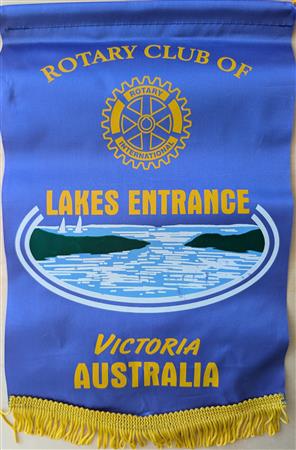 ROTARY CLUB OF
ROTARY
INTERNATIONAL
LAKES ENTRANCE
VICTORIA
AUSTRALIA